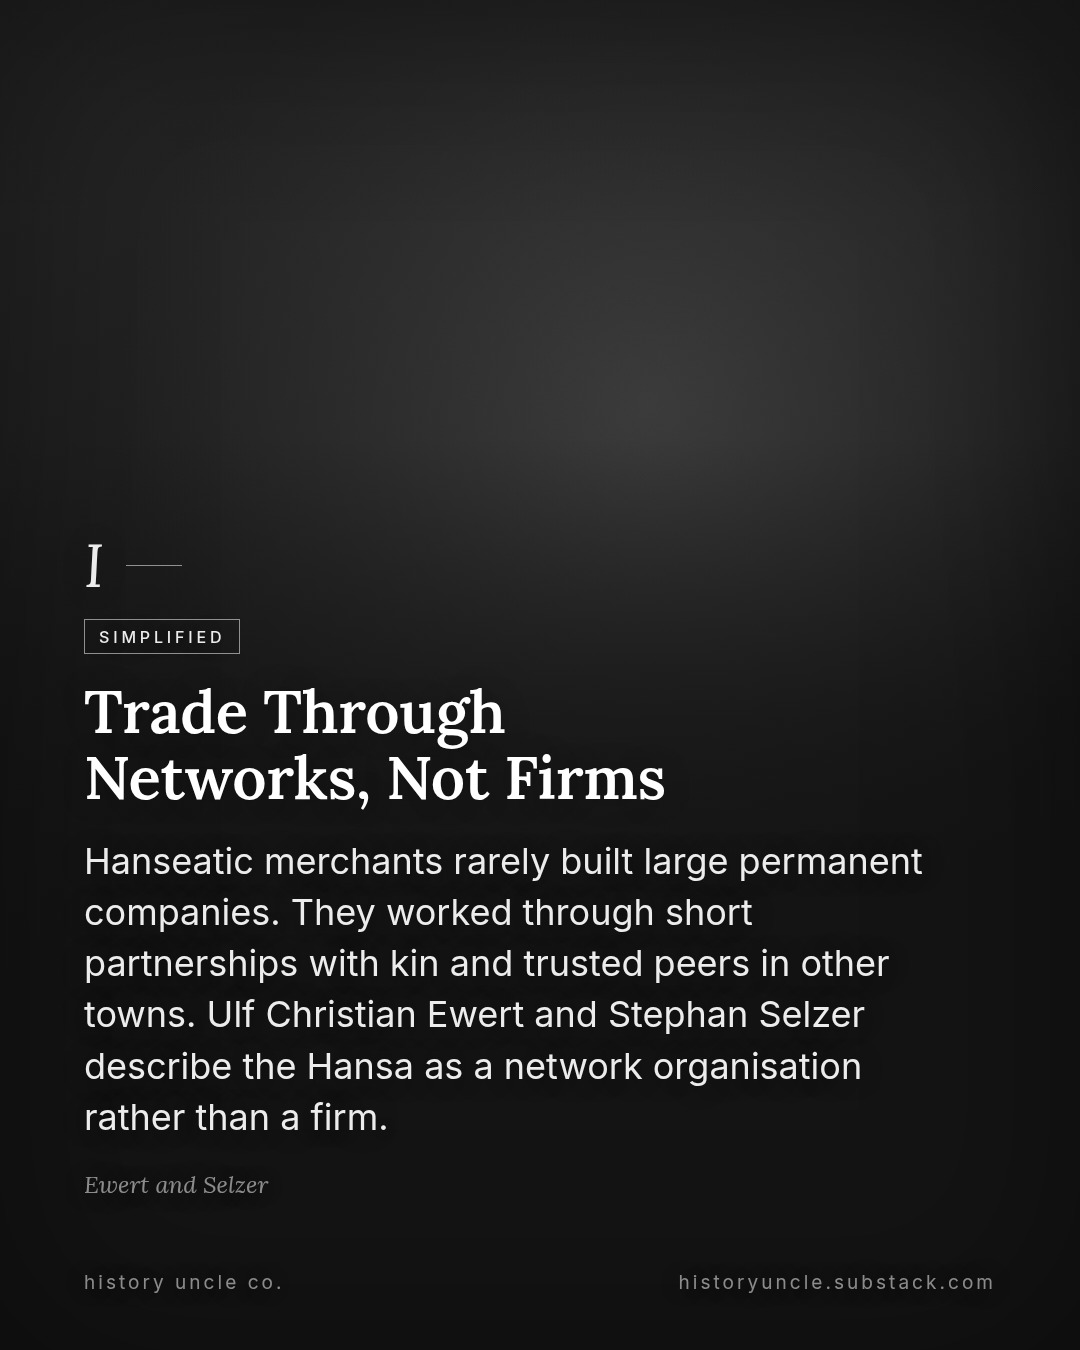 I
SIMPLIFIED
Trade Through
Networks, Not Firms
Hanseatic merchants rarely built large permanent
companies. They worked through short
partnerships with kin and trusted peers in other
towns. Ulf Christian Ewert and Stephan Selzer
describe the Hansa as a network organisation
rather than a firm.
Ewert and Selzer
history uncle co.
historyuncle.substack.com